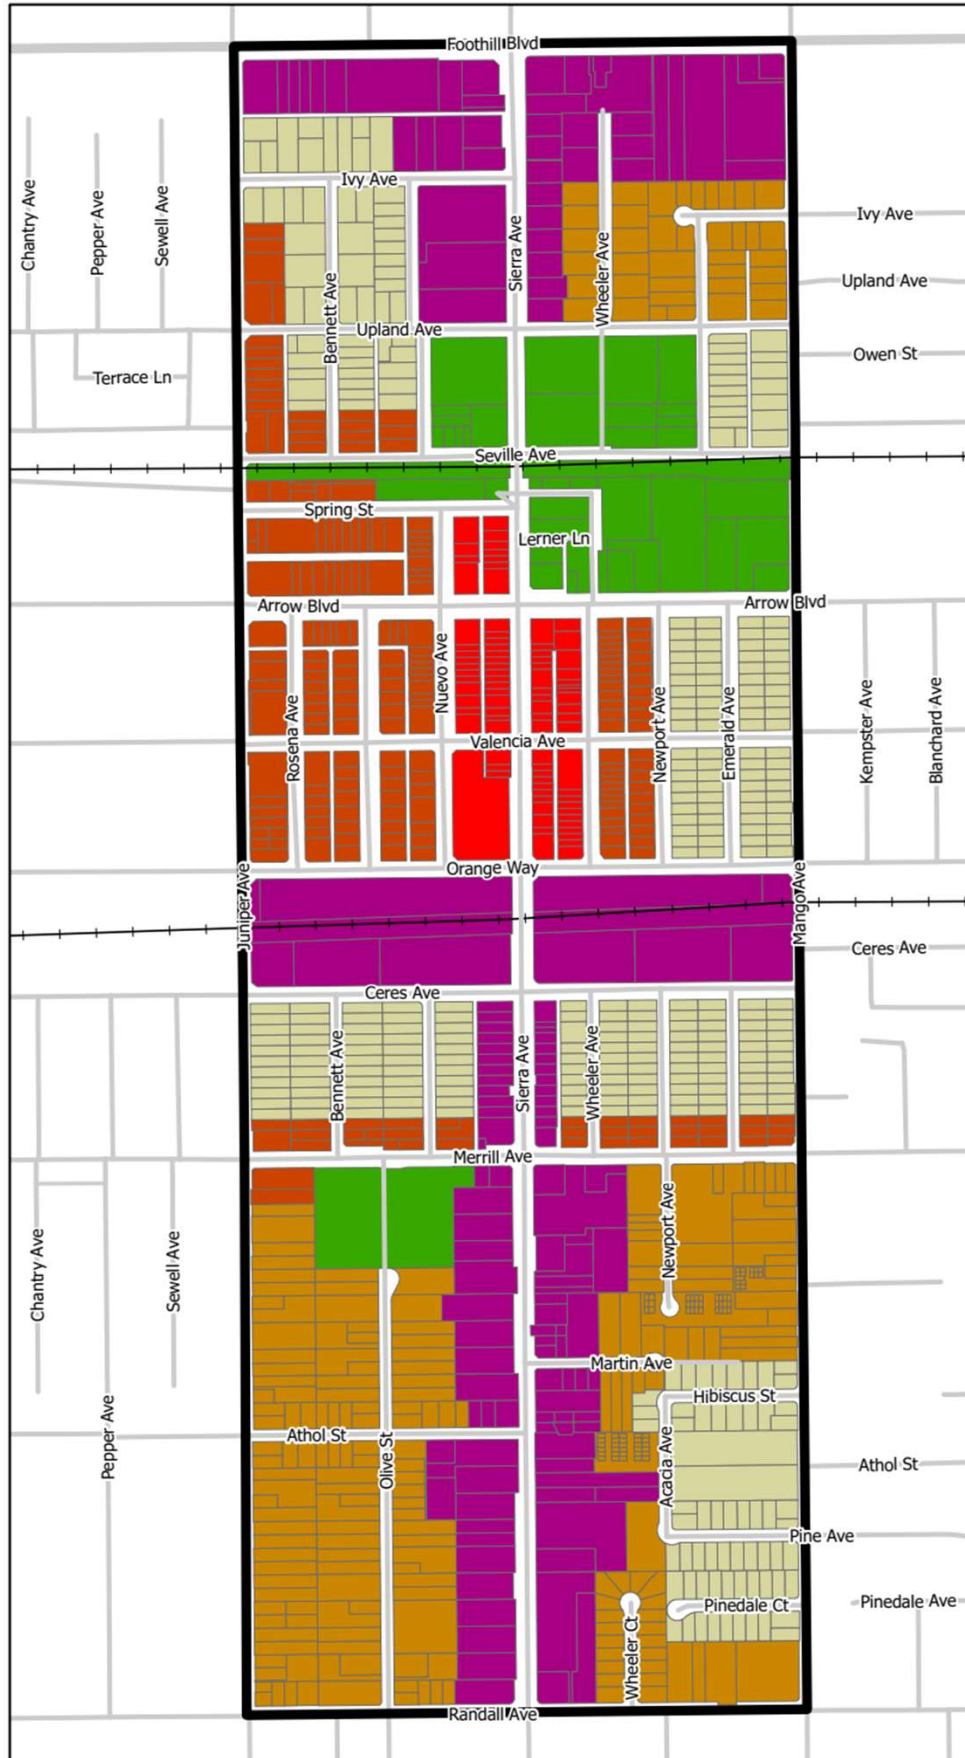 Foothill Blvd
Ivy Ave
Chantry Ave
Pepper Ave
Sewell Ave
Sierra Ave
Wheeler Ave
Ivy Ave
Bennett Ave
Upland Ave
Upland Ave
Owen St
Terrace Ln
Seville Ave
Spring St
Lerner Ln
Arrow Blvd
Arrow Blvd
Nuevo Ave
Rosena Ave
Newport Ave
Emerald Ave
Kempster Ave
Blanchard Ave
Valencia Ave
Orange Way
Juniper Ave
Mango Ave
Ceres Ave
Ceres Ave
Bennett Ave
Sierra Ave
Wheeler Ave
Merrill Ave
Newport Ave
Chantry Ave
Sewell Ave
Martin Ave
Hibiscus St
Pepper Ave
Athol St
Olive St
Acacia Ave
Athol St
Pine Ave
Pinedale Ct
Pinedale Ave
Wheeler Ct
Randall Ave